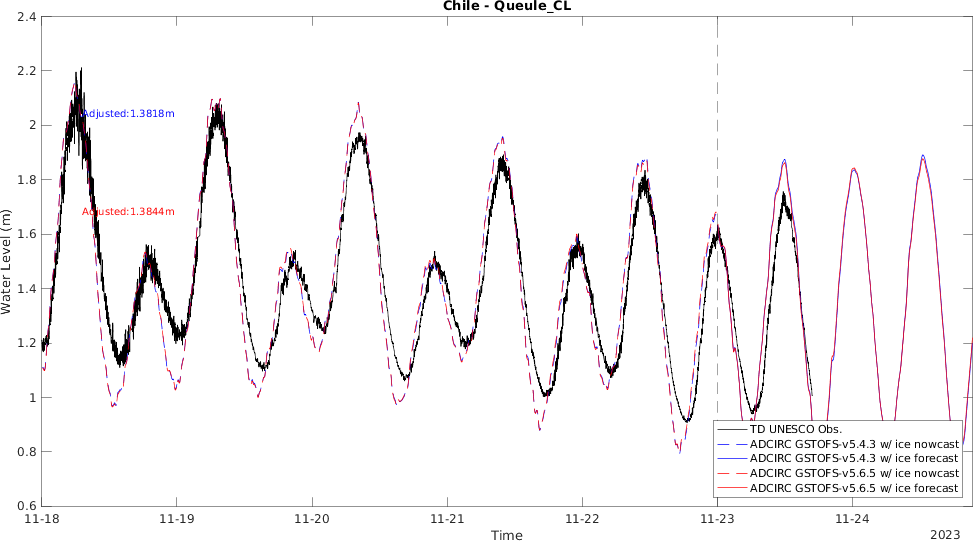 Chile - Queule_CL
2.4
2.2
2
1.8
1.6
1.4
1.2
1
0.8
0.6
Water Level (m)
Adjusted:1.3818m
Adjusted:1.3844m
TD UNESCO Obs.
ADCIRC GSTOFS-v5.4.3 w/ ice nowcast
ADCIRC GSTOFS-v5.4.3 w/ ice forecast
ADCIRC GSTOFS-v5.6.5 w/ ice nowcast
ADCIRC GSTOFS-v5.6.5 w/ ice forecast
11-18 11-19 11-20 11-21 11-22 11-23 11-24
Time
2023